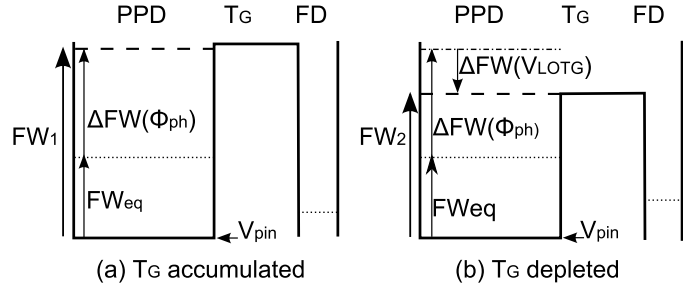 PPD TG FD
ΔFW(Φph)
FW1
FWeq
Vpin
(a) TG accumulated
PPD TG FD
ΔFW(VLOTG)
FW2
ΔFW(Φph)
FWeq
Vpin
(b) TG depleted